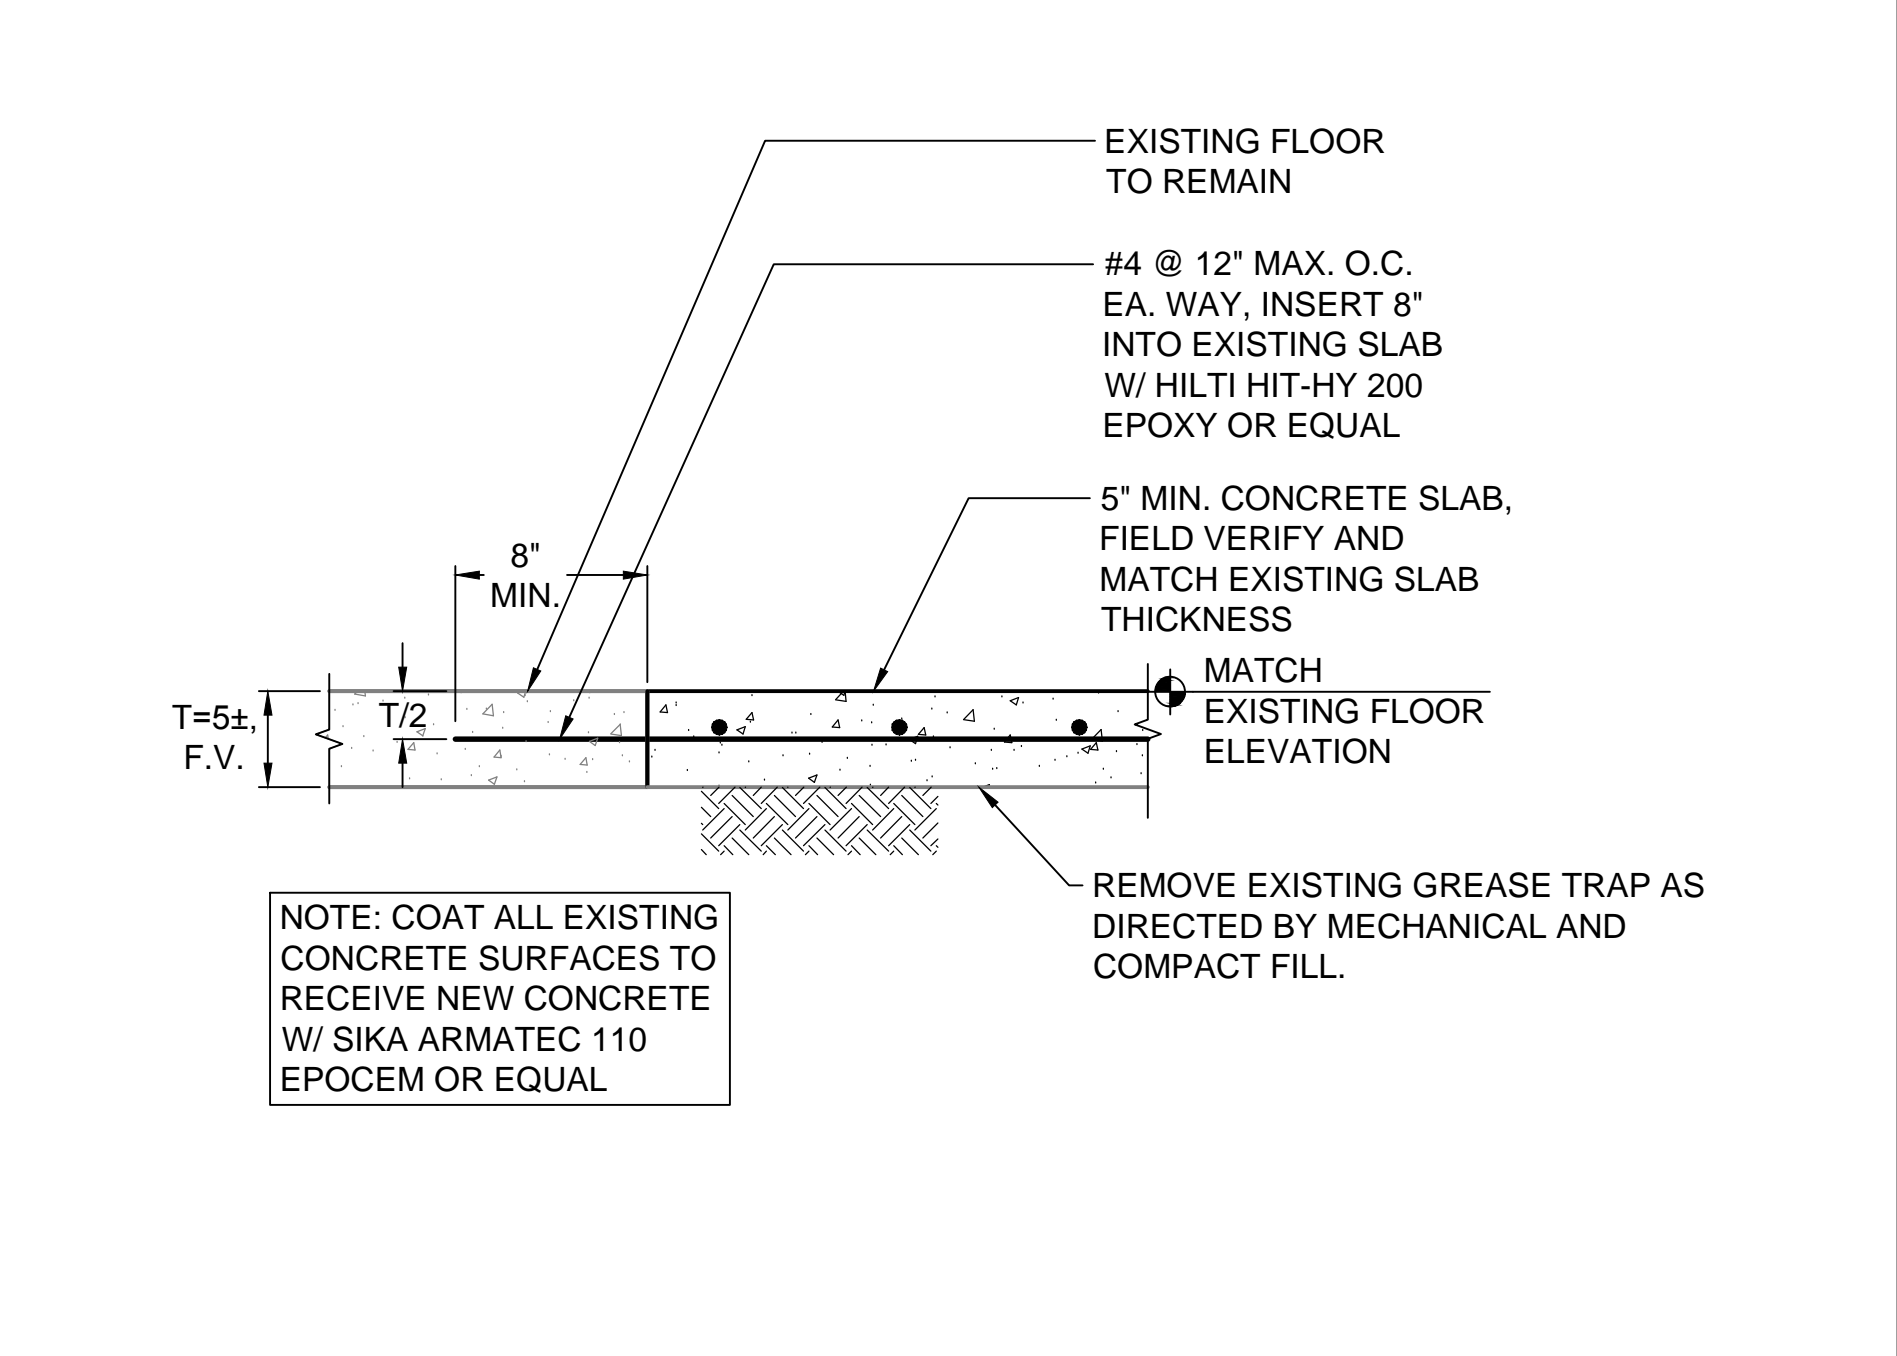 EXISTING FLOOR
TO REMAIN
#4 @ 12" MAX. O.C.
EA. WAY, INSERT 8"
INTO EXISTING SLAB
W/ HILTI HIT-HY 200
EPOXY OR EQUAL
5" MIN. CONCRETE SLAB,
FIELD VERIFY AND
MATCH EXISTING SLAB
THICKNESS
8"
MIN.
MATCH
EXISTING FLOOR
ELEVATION
T/2
T=5±,
F.V.
REMOVE EXISTING GREASE TRAP AS
DIRECTED BY MECHANICAL AND
COMPACT FILL.
NOTE: COAT ALL EXISTING
CONCRETE SURFACES TO
RECEIVE NEW CONCRETE
W/ SIKA ARMATEC 110
EPOCEM OR EQUAL